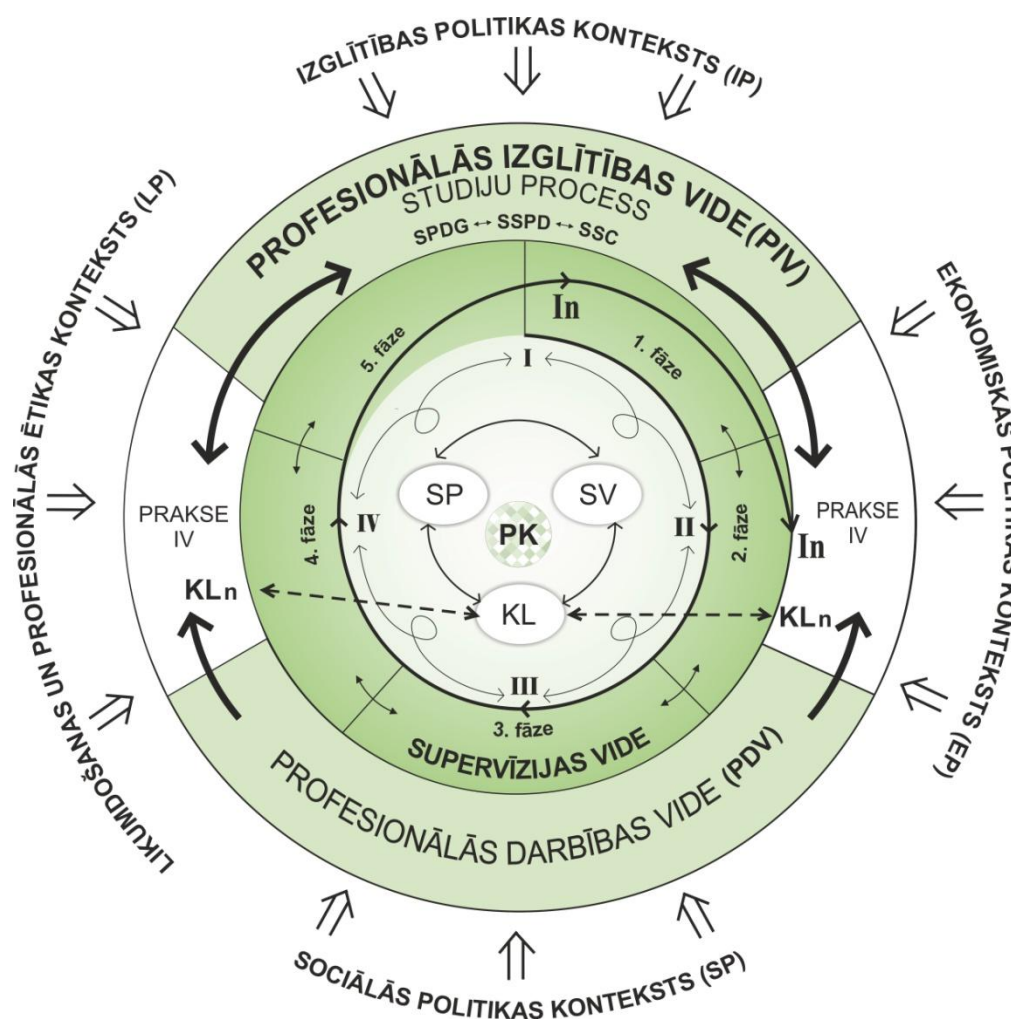 IZGLĪTĪBAS POLITIKAS KONTEKSTS (IP)
LIKUMDOŠANAS UN PROFESIONĀLĀS ĒTIKAS KONTEKSTS (LP)
EKONOMISKAS POLITIKAS KONTEKSTS (EP)
PROFESIONĀLĀS IZGLĪTĪBAS VIDE(PIV)
STUDIJU PROCESS
SPDG ↔ SSPD ↔ SSC
In
5. fāze
1. fāze
I
SP
SV
PRAKSE
IV
4. fāze
IV
PK
II
2. fāze
In
PRAKSE
IV
KLn
KL
KLn
III
3. fāze
SUPERVĪZIJAS VIDE
PROFESIONĀLĀS DARBĪBAS VIDE (PDV)
SOCIĀLĀS POLITIKAS KONTEKSTS (SP)